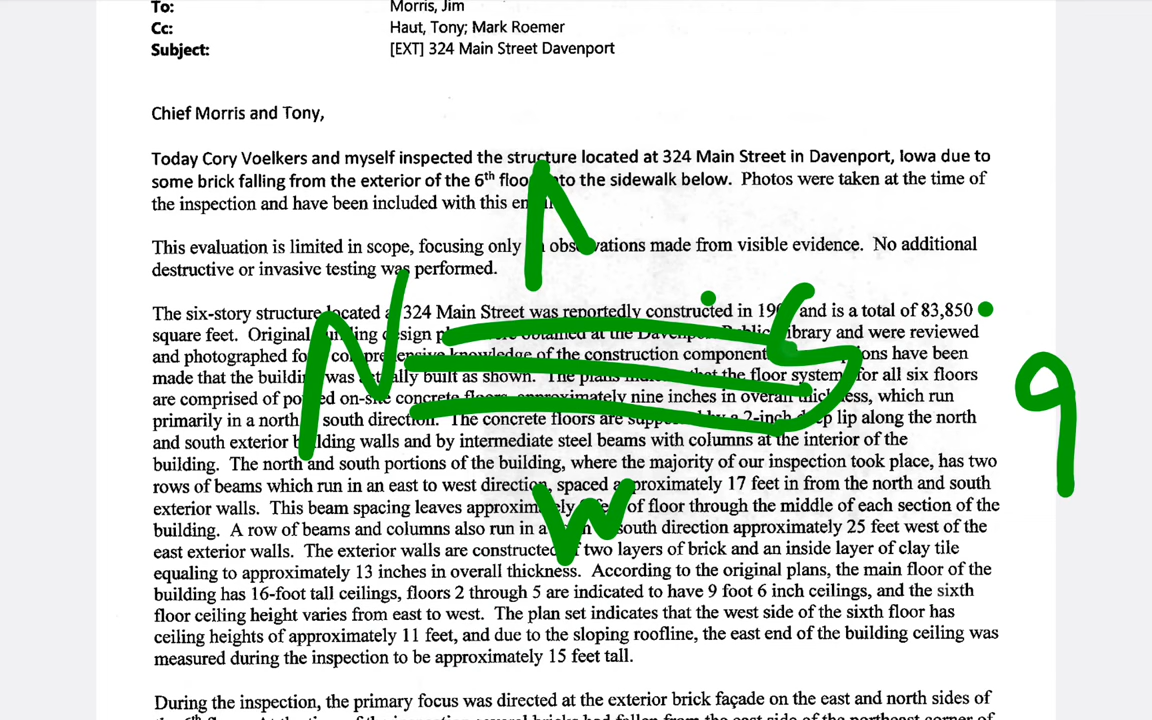 To: Morris, Jim
Cc: Haut, Tony; Mark Roemer
Subject: [EXT] 324 Main Street Davenport
Chief Morris and Tony,
Today Cory Voelkers and myself inspected the structure located at 324 Main Street in Davenport, Iowa due to
some brick falling from the exterior of the 6th to the sidewalk below. Photos were taken at the time of
the inspection and have been included with this
This evaluation is limited in scope, focusing only made from visible evidence. No additional
destructive or invasive testing was performed.
The six-story structure located 324 Main Street was reportedly constructed in and is a total of 83,850
square feet. Original design obtained at the and were reviewed
and photographed knowledge of the construction have been
made that the was built as shown. The plans that the floor system for all six floors
are comprised of on-site concrete floors, approximately nine inches in overall thickness, which run
primarily in a north south direction. The concrete floors are a 2-inch lip along the north
and south exterior walls and by intermediate steel beams with columns at the interior of the
building. The north and south portions of the building, where the majority of our inspection took place, has two
rows of beams which run in an east to west direction, spaced approximately 17 feet in from the north and south
exterior walls. This beam spacing leaves of floor through the middle of each section of the
building. A row of beams and columns also run in a south direction approximately 25 feet west of the
east exterior walls. The exterior walls are constructed two layers of brick and an inside layer of clay tile
equaling to approximately 13 inches in overall thickness. According to the original plans, the main floor of the
building has 16-foot tall ceilings, floors 2 through 5 are indicated to have 9 foot 6 inch ceilings, and the sixth
floor ceiling height varies from east to west. The plan set indicates that the west side of the sixth floor has
ceiling heights of approximately 11 feet, and due to the sloping roofline, the east end of the building ceiling was
measured during the inspection to be approximately 15 feet tall.
During the inspection, the primary focus was directed at the exterior brick façade on the east and north sides of
N
S
W
9